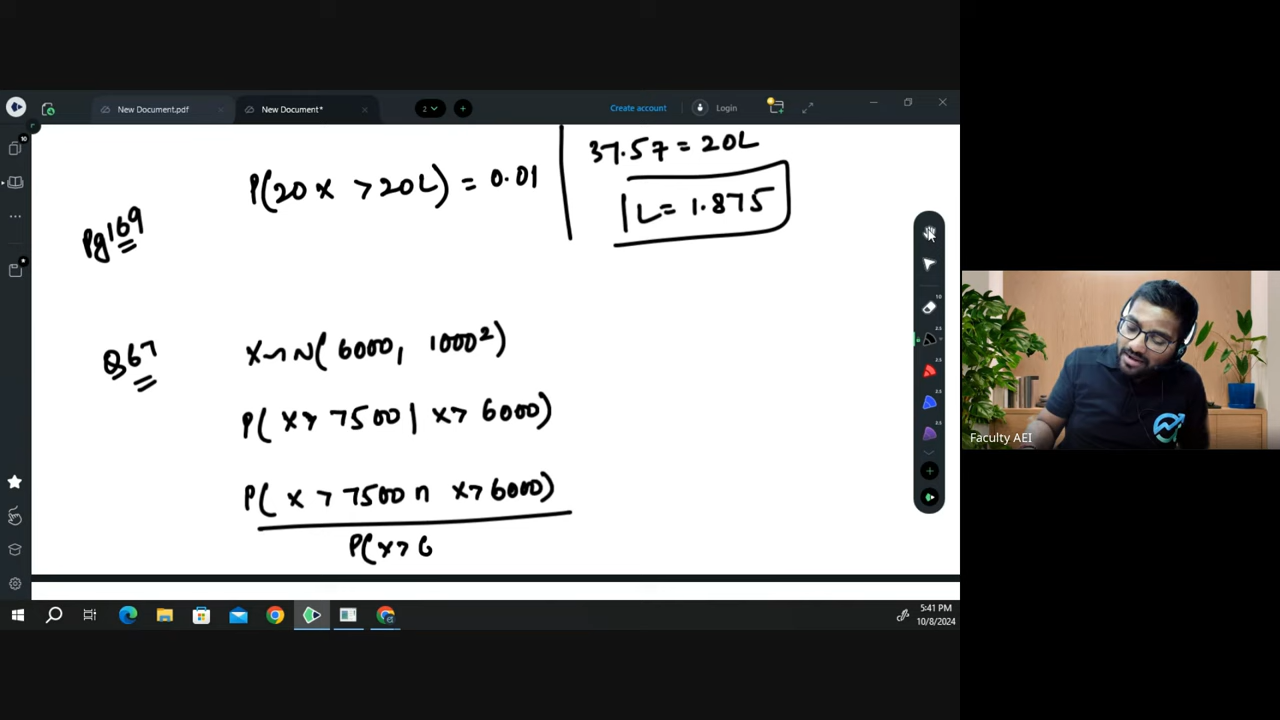 New Document.pdf
New Document*
2
Create account
Login
37.57 = 20L
P(20X > 20L) = 0.01
L = 1.875
Pg169
Q67
X~N(6000, 1000²)
P( X> 7500 | X> 6000)
P( X > 7500 ∩ X> 6000)
P(X> 6
Faculty AEI
5:41 PM
10/8/2024